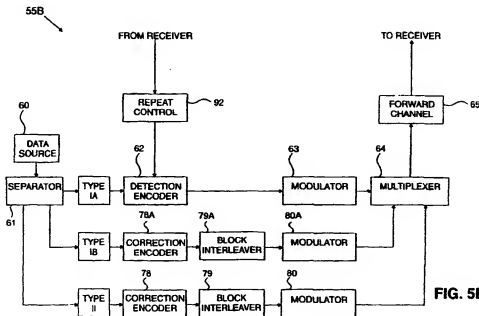 55B
FROM RECEIVER
TO RECEIVER
REPEAT CONTROL
92
FORWARD CHANNEL
65
60
DATA SOURCE
62
63
64
SEPARATOR
TYPE IA
DETECTION ENCODER
MODULATOR
MULTIPLEXER
61
78A
79A
80A
TYPE IB
CORRECTION ENCODER
BLOCK INTERLEAVER
MODULATOR
78
79
80
TYPE II
CORRECTION ENCODER
BLOCK INTERLEAVER
MODULATOR
FIG. 5